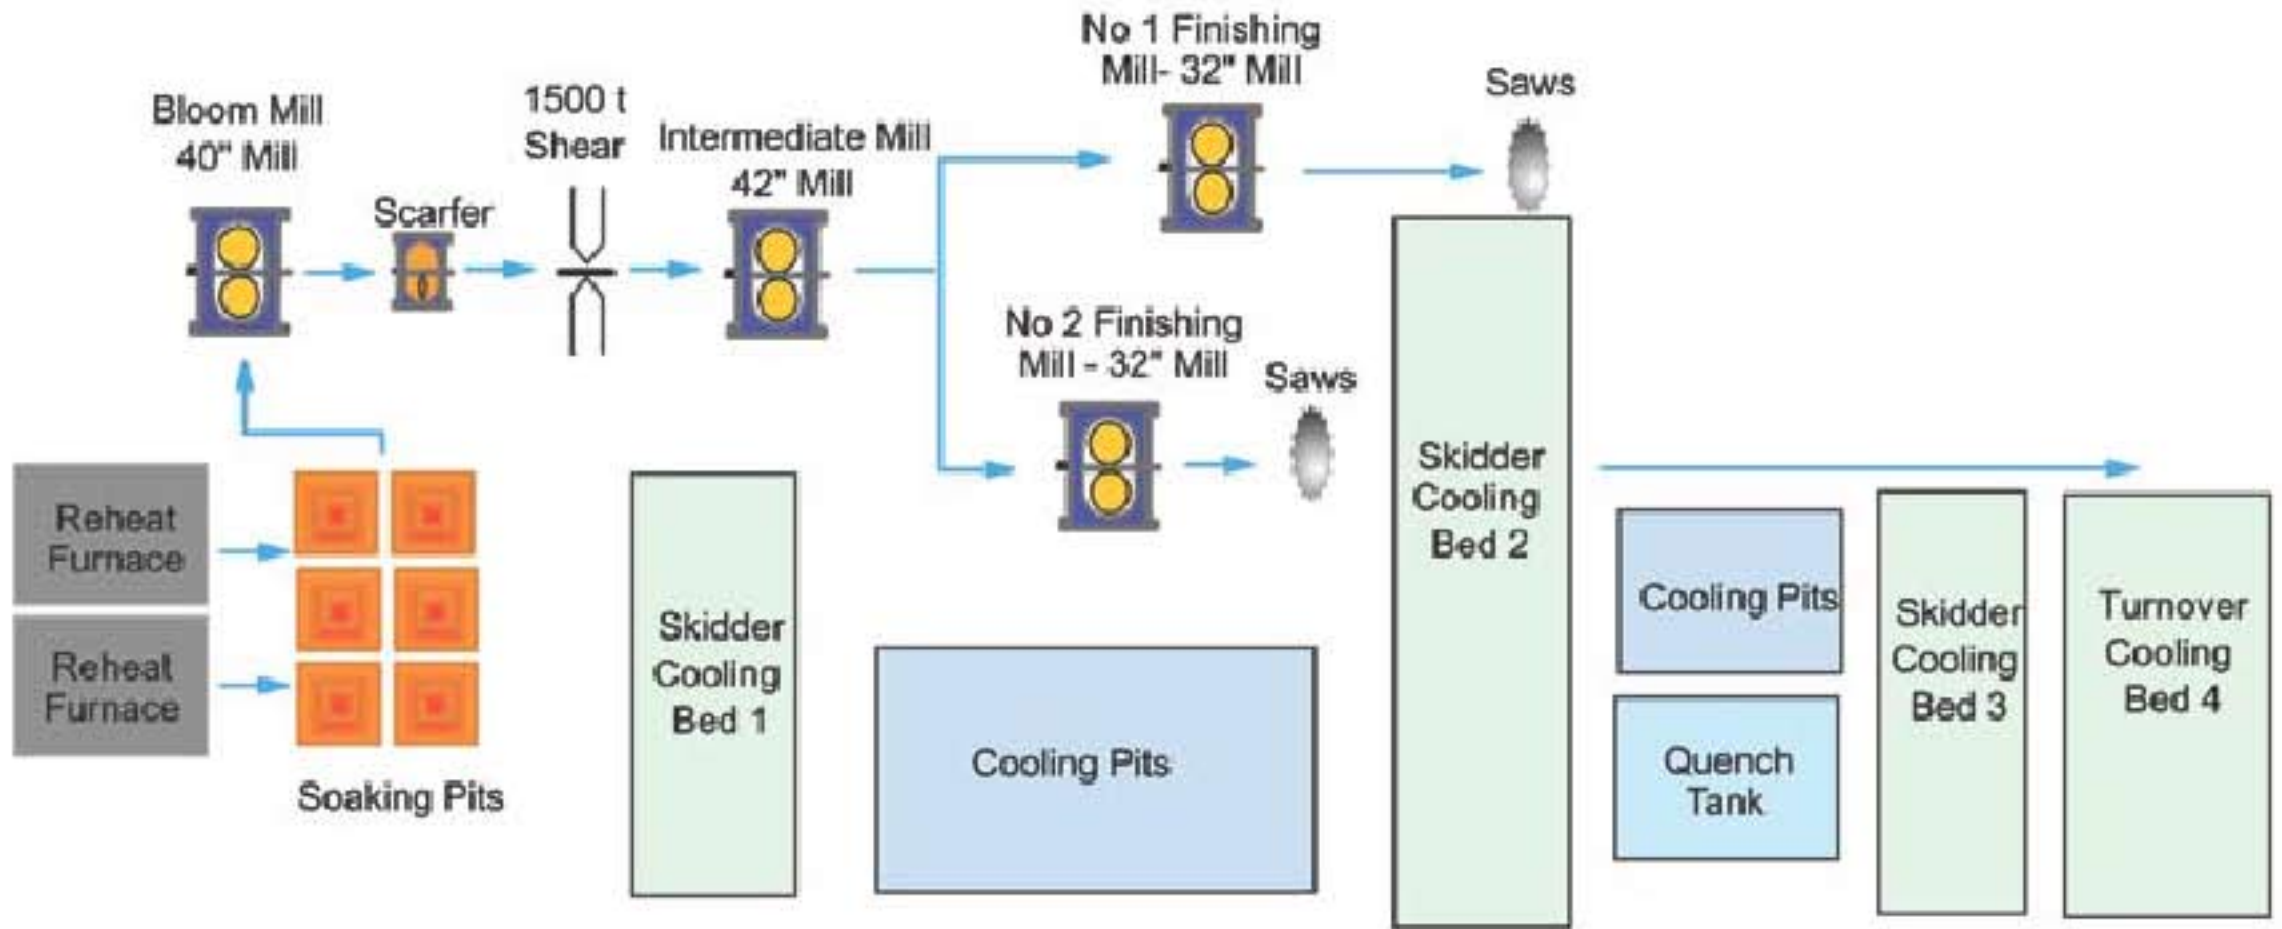 No 1 Finishing
Mill- 32" Mill
Saws
1500 t
Shear
Bloom Mill
40" Mill
Intermediate Mill
42" Mill
Scarfer
No 2 Finishing
Mill - 32" Mill
Saws
Reheat
Furnace
Reheat
Furnace
Soaking Pits
Skidder
Cooling
Bed 1
Cooling Pits
Skidder
Cooling
Bed 2
Cooling Pits
Quench
Tank
Skidder
Cooling
Bed 3
Turnover
Cooling
Bed 4